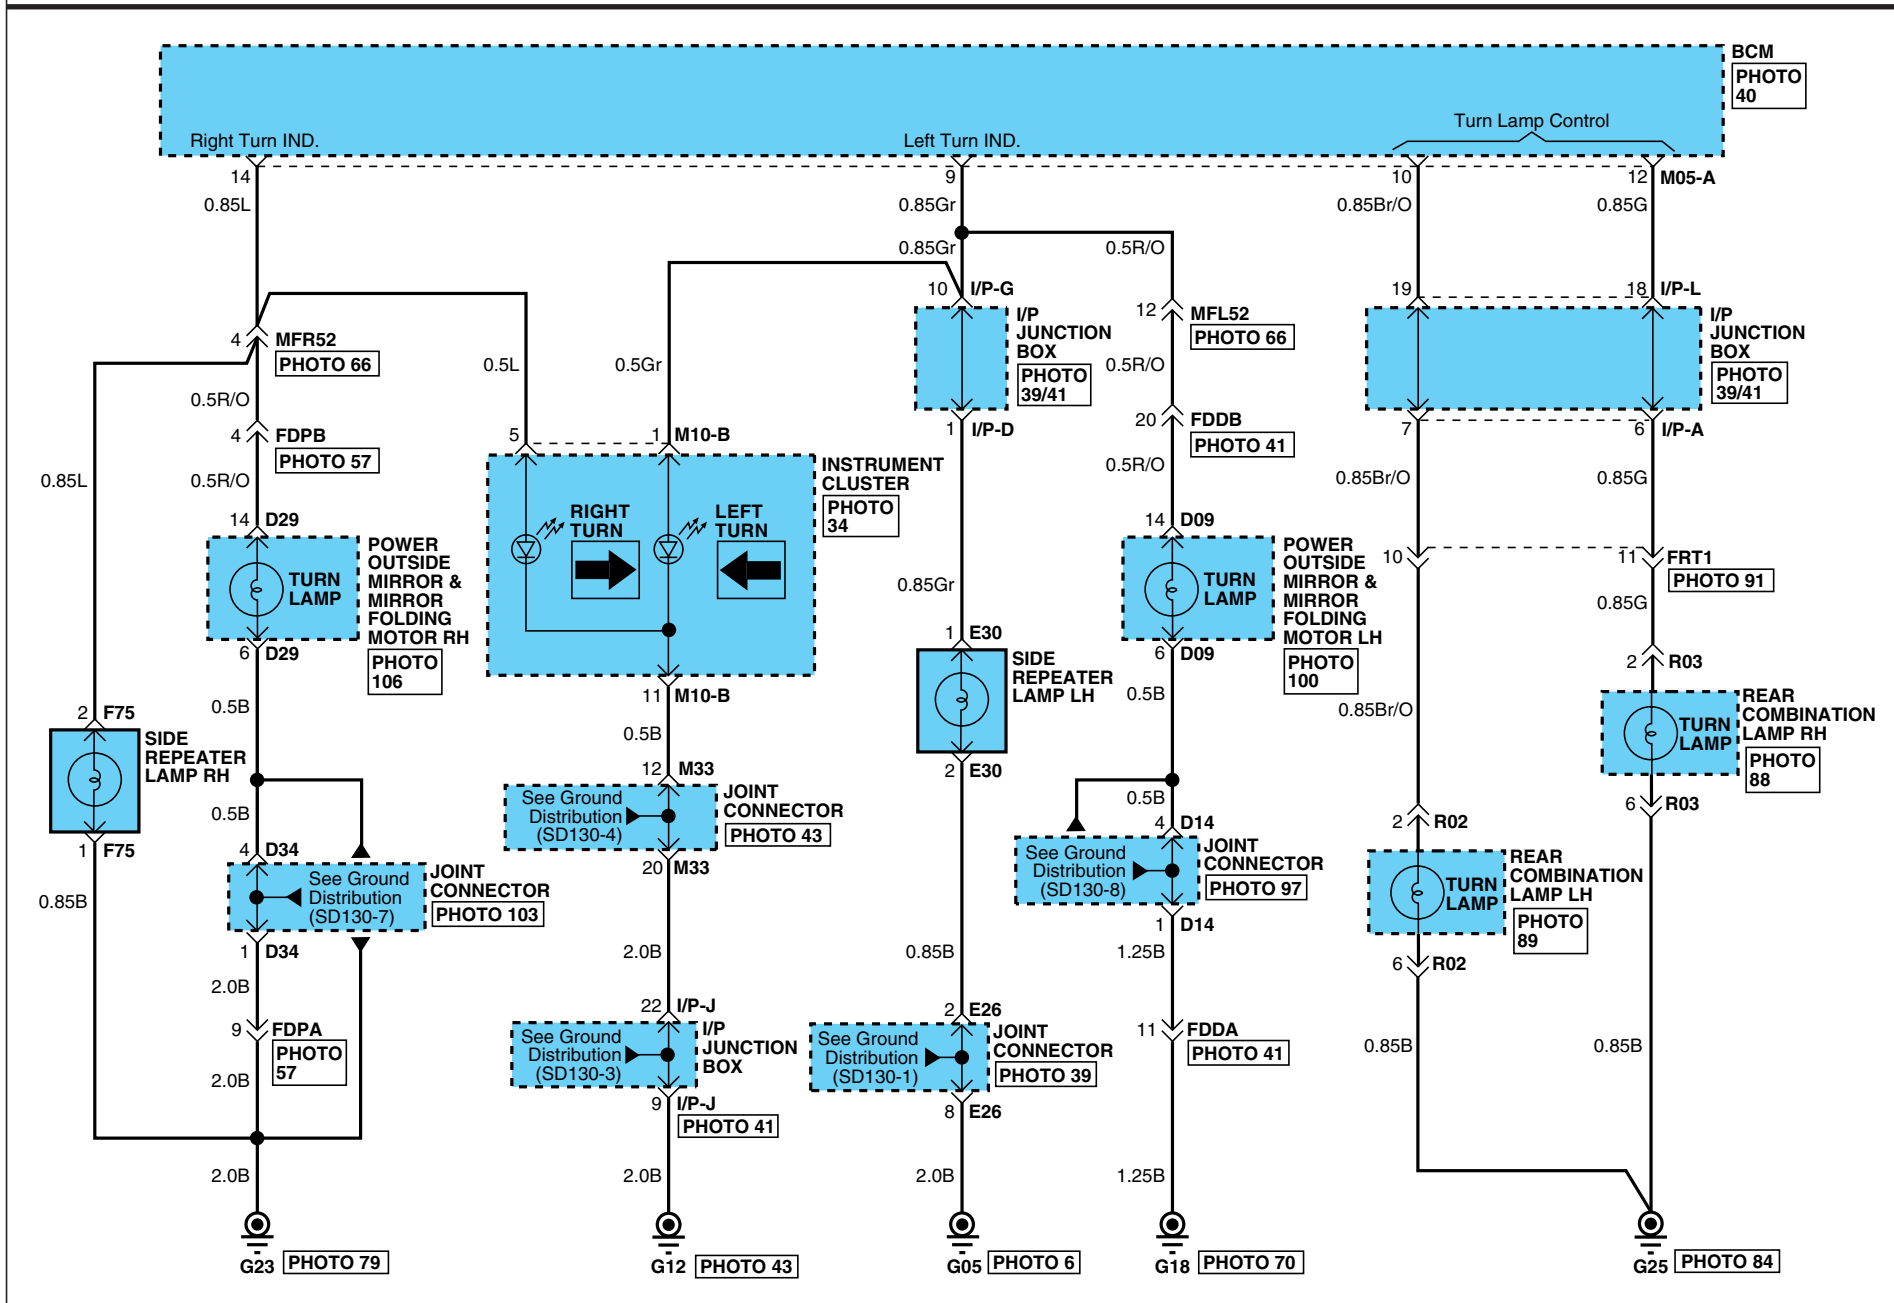 BCM
PHOTO
40
Right Turn IND.
Left Turn IND.
Turn Lamp Control
14
9
10
12
M05-A
0.85L
0.85Gr
0.85Br/O
0.85G
0.85Gr
0.5R/O
10
I/P-G
19
18
I/P-L
12
MFL52
PHOTO 66
I/P
JUNCTION
BOX
PHOTO
39/41
I/P
JUNCTION
BOX
PHOTO
39/41
4
MFR52
PHOTO 66
0.5L
0.5Gr
0.5R/O
0.5R/O
4
FDPB
PHOTO 57
5
1
M10-B
1
I/P-D
20
FDDB
PHOTO 41
7
6
I/P-A
0.85L
0.5R/O
0.5R/O
0.85Br/O
0.85G
INSTRUMENT
CLUSTER
PHOTO
34
RIGHT
TURN
LEFT
TURN
14
D29
14
D09
TURN
LAMP
POWER
OUTSIDE
MIRROR &
MIRROR
FOLDING
MOTOR RH
PHOTO
106
TURN
LAMP
POWER
OUTSIDE
MIRROR &
MIRROR
FOLDING
MOTOR LH
PHOTO
100
10
11
FRT1
PHOTO 91
0.85Gr
0.85G
6
D29
1
E30
6
D09
2
R03
SIDE
REPEATER
LAMP LH
0.5B
11
M10-B
0.5B
0.85Br/O
TURN
LAMP
REAR
COMBINATION
LAMP RH
PHOTO
88
2
F75
SIDE
REPEATER
LAMP RH
0.5B
12
M33
2
E30
0.5B
0.5B
6
R03
See Ground
Distribution
(SD130-4)
JOINT
CONNECTOR
PHOTO 43
4
D14
2
R02
1
F75
4
D34
20
M33
See Ground
Distribution
(SD130-8)
JOINT
CONNECTOR
PHOTO 97
REAR
COMBINATION
LAMP LH
PHOTO
89
TURN
LAMP
See Ground
Distribution
(SD130-7)
JOINT
CONNECTOR
PHOTO 103
0.85B
1
D14
1
D34
2.0B
0.85B
1.25B
6
R02
2.0B
22
I/P-J
2
E26
9
FDPA
PHOTO
57
See Ground
Distribution
(SD130-3)
I/P
JUNCTION
BOX
See Ground
Distribution
(SD130-1)
JOINT
CONNECTOR
PHOTO 39
11
FDDA
PHOTO 41
0.85B
0.85B
2.0B
9
I/P-J
PHOTO 41
8
E26
2.0B
2.0B
2.0B
1.25B
G23
PHOTO 79
G12
PHOTO 43
G05
PHOTO 6
G18
PHOTO 70
G25
PHOTO 84